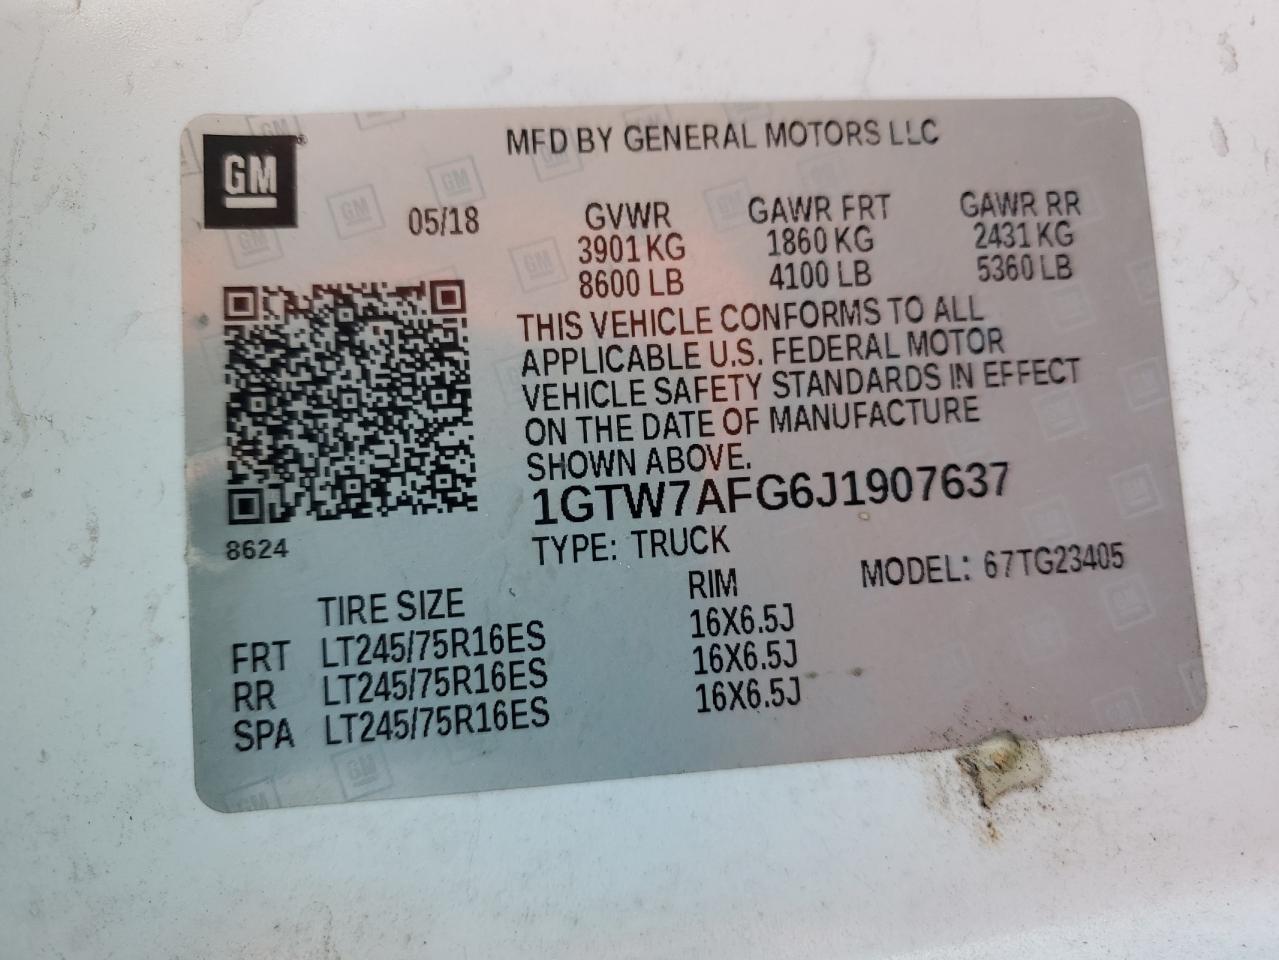 GM
MFD BY GENERAL MOTORS LLC
05/18
GVWR GAWR FRT GAWR RR
3901 KG 1860 KG 2431 KG
8600 LB 4100 LB 5360 LB
THIS VEHICLE CONFORMS TO ALL
APPLICABLE U.S. FEDERAL MOTOR
VEHICLE SAFETY STANDARDS IN EFFECT
ON THE DATE OF MANUFACTURE
SHOWN ABOVE.
1GTW7AFG6J1907637
8624
TYPE: TRUCK MODEL: 67TG23405
TIRE SIZE RIM
FRT LT245/75R16ES 16X6.5J
RR LT245/75R16ES 16X6.5J
SPA LT245/75R16ES 16X6.5J